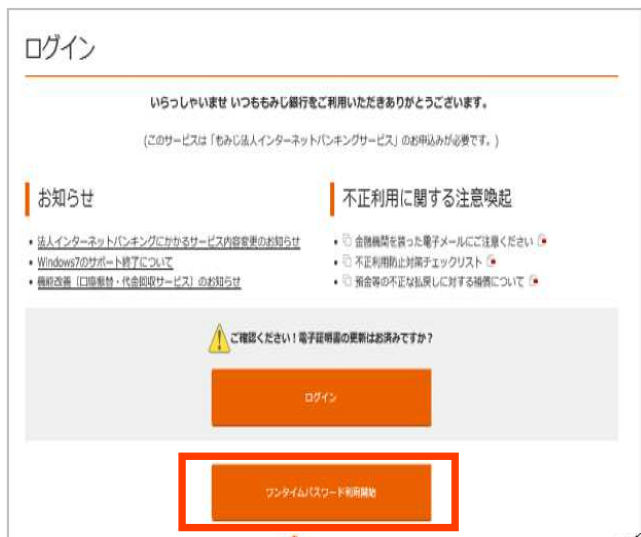 ログイン
いらっしゃいませ いつももみじ銀行をご利用いただきありがとうございます。
(このサービスは「もみじ法人インターネットバンキングサービス」のお申込みが必要です。)
お知らせ
• 法人インターネットバンキングにかかるサービス内容変更のお知らせ
• Windows7のサポート終了について
• 機能改善（口座振替・代金回収サービス）のお知らせ
不正利用に関する注意喚起
• 金融機関を装った電子メールにご注意ください
• 不正利用防止対策チェックリスト
• 預金等の不正な払戻しに対する補償について
ご確認ください！電子証明書の更新はお済みですか？
ログイン
ワンタイムパスワード利用開始